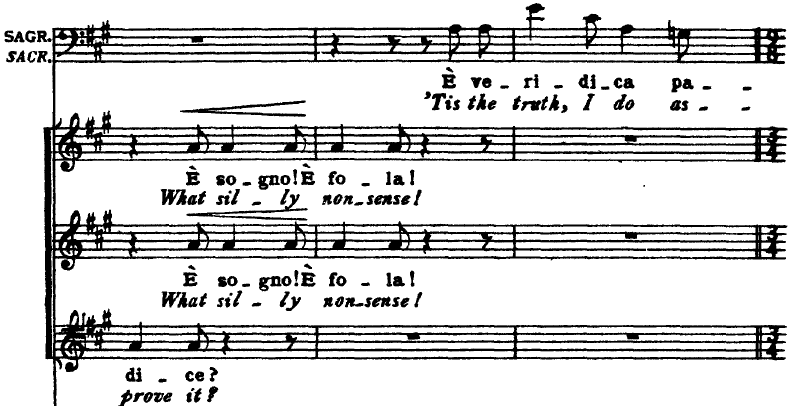 SAGR.
SACR.
È ve - ri - di - ca pa - -
'Tis the truth, I do as - -
È so - gno! È fo - la!
What sil - ly non-sense!
È so - gno! È fo - la!
What sil - ly non-sense!
di - ce?
prove it?